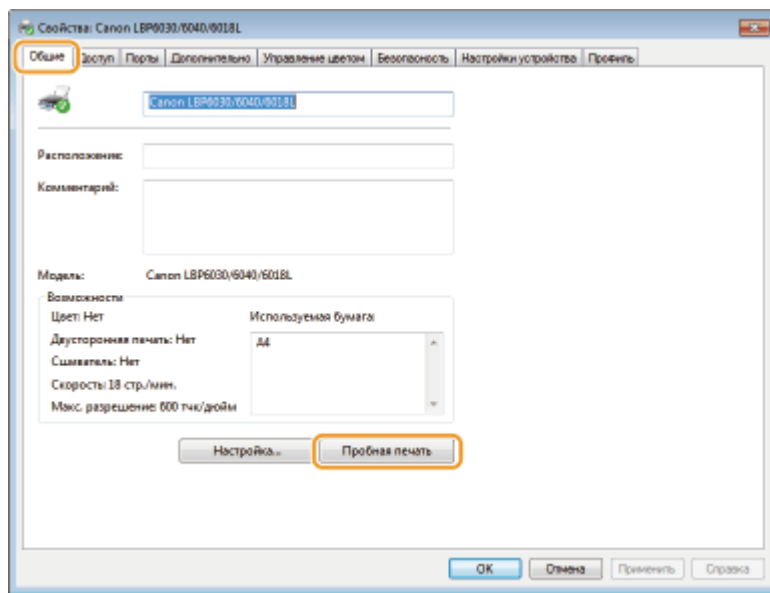 Свойства: Canon LBP6030/6040/6018L
Общие Доступ Порты Дополнительно Управление цветом Безопасность Настройки устройства Профиль
Canon LBP6030/6040/6018L
Расположение:
Комментарий:
Модель: Canon LBP6030/6040/6018L
Возможности
Цвет: Нет Используемая бумага:
Двусторонняя печать: Нет A4
Сшиватель: Нет
Скорость: 18 стр./мин.
Макс. разрешение: 600 тчк/дюйм
Настройка... Пробная печать
OK Отмена Применить Справка